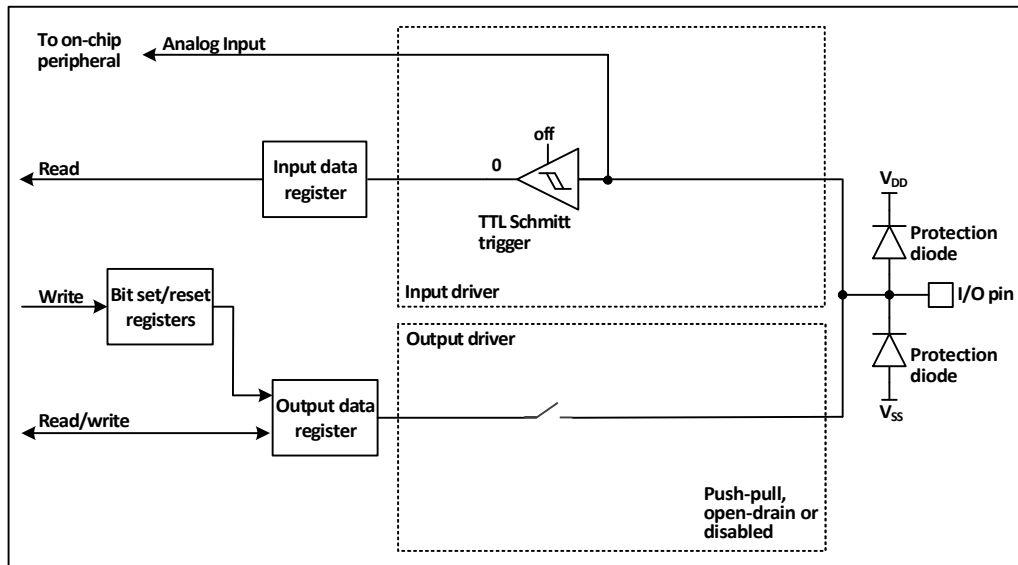 To on-chip
peripheral
Analog Input
off
Read
Input data
register
0
TTL Schmitt
trigger
VDD
Protection
diode
Input driver
I/O pin
Write
Bit set/reset
registers
Output driver
Protection
diode
VSS
Read/write
Output data
register
Push-pull,
open-drain or
disabled